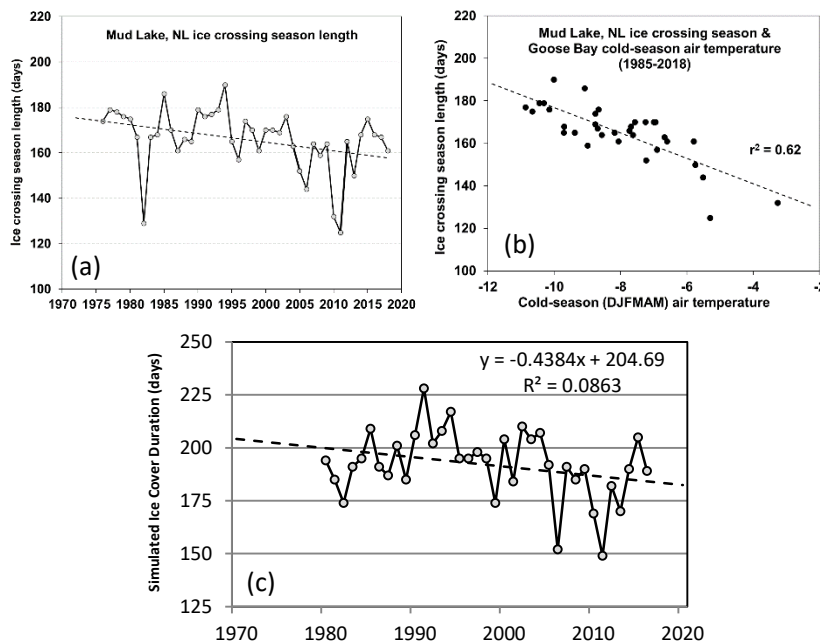 Mud Lake, NL ice crossing season length
Ice crossing season length (days)
220
200
180
160
140
120
100
(a)
1970 1975 1980 1985 1990 1995 2000 2005 2010 2015 2020
Mud Lake, NL ice crossing season &
Goose Bay cold-season air temperature
(1985-2018)
Ice crossing season length (days)
220
200
180
160
140
120
100
r² = 0.62
(b)
-12 -10 -8 -6 -4 -2
Cold-season (DJFMAM) air temperature
y = -0.4384x + 204.69
R² = 0.0863
Simulated Ice Cover Duration (days)
250
225
200
175
150
125
(c)
1970 1980 1990 2000 2010 2020